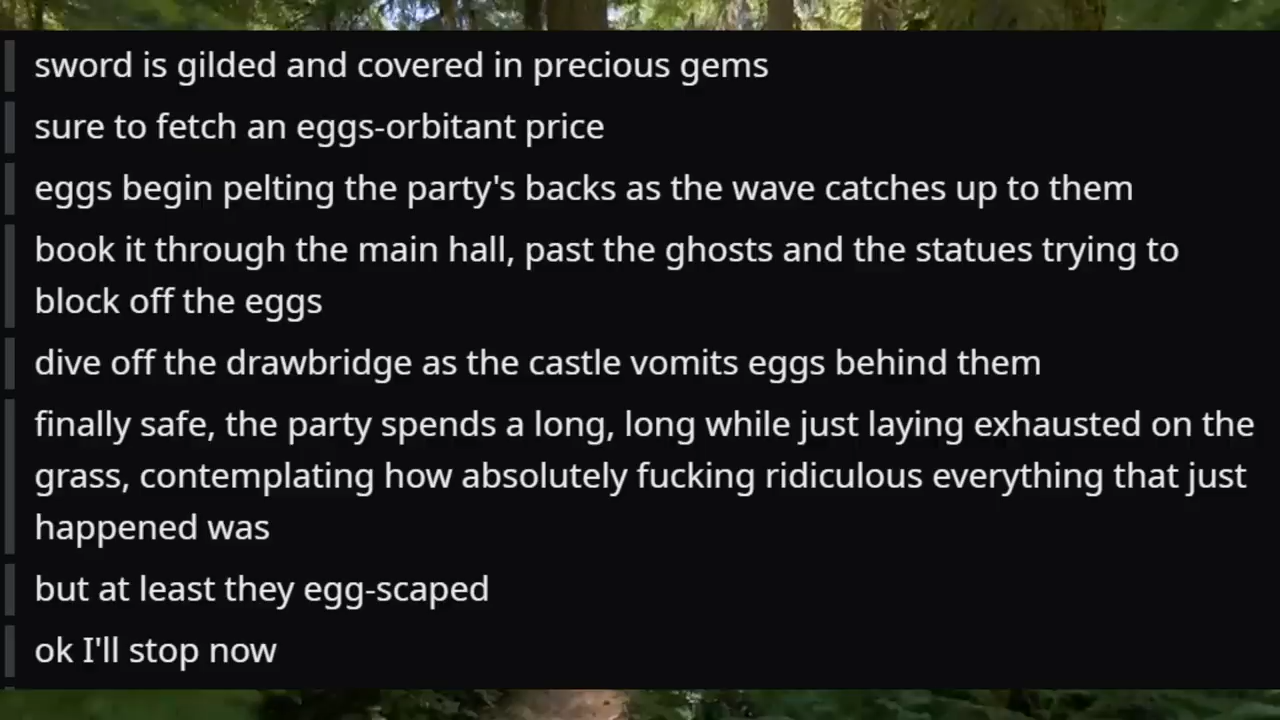 sword is gilded and covered in precious gems
sure to fetch an eggs-orbitant price
eggs begin pelting the party's backs as the wave catches up to them
book it through the main hall, past the ghosts and the statues trying to
block off the eggs
dive off the drawbridge as the castle vomits eggs behind them
finally safe, the party spends a long, long while just laying exhausted on the
grass, contemplating how absolutely fucking ridiculous everything that just
happened was
but at least they egg-scaped
ok I'll stop now